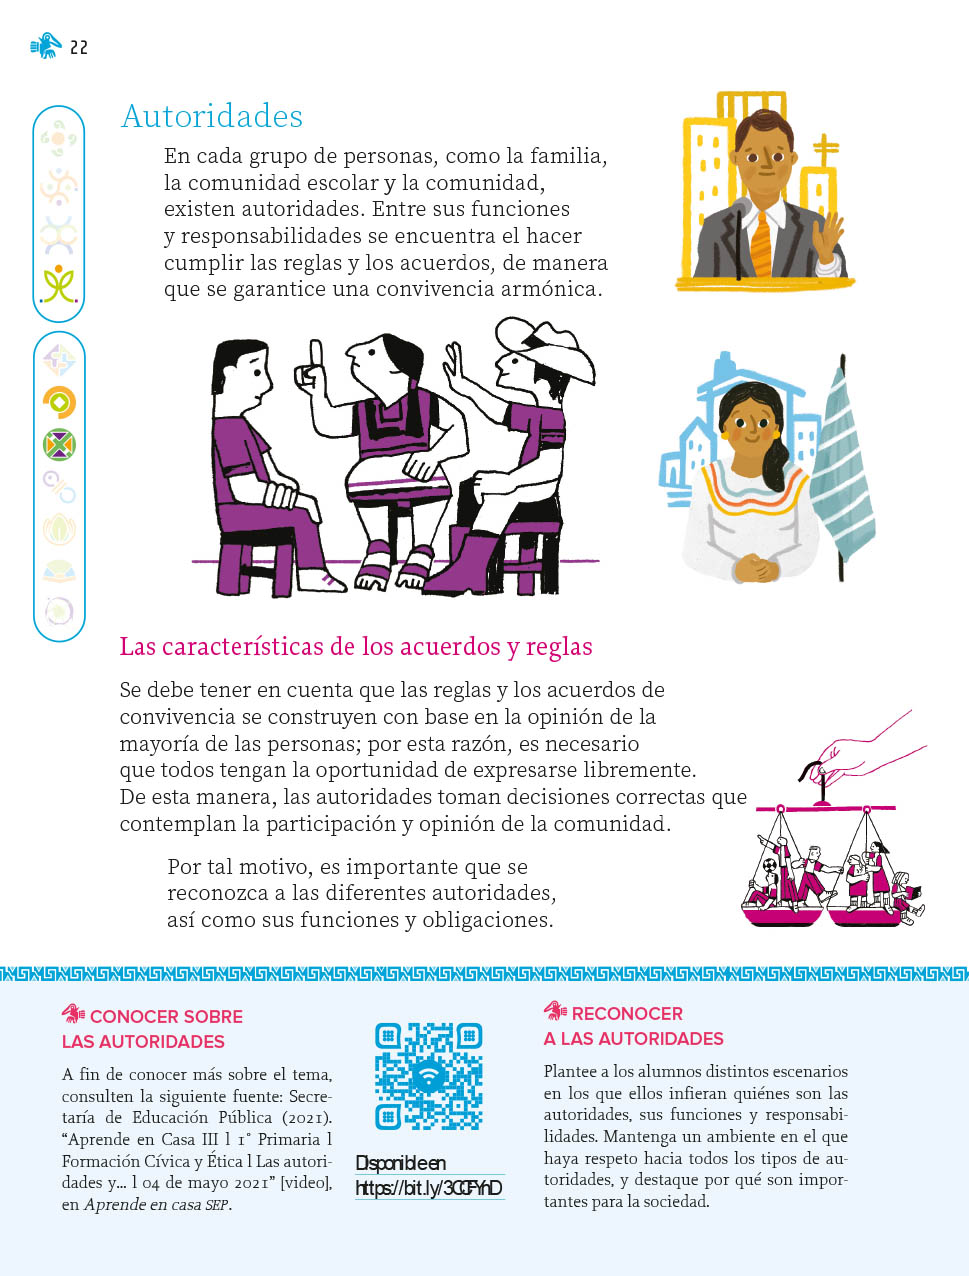 22
Autoridades
En cada grupo de personas, como la familia,
la comunidad escolar y la comunidad,
existen autoridades. Entre sus funciones
y responsabilidades se encuentra el hacer
cumplir las reglas y los acuerdos, de manera
que se garantice una convivencia armónica.
Las características de los acuerdos y reglas
Se debe tener en cuenta que las reglas y los acuerdos de
convivencia se construyen con base en la opinión de la
mayoría de las personas; por esta razón, es necesario
que todos tengan la oportunidad de expresarse libremente.
De esta manera, las autoridades toman decisiones correctas que
contemplan la participación y opinión de la comunidad.
Por tal motivo, es importante que se
reconozca a las diferentes autoridades,
así como sus funciones y obligaciones.
CONOCER SOBRE
LAS AUTORIDADES
A fin de conocer más sobre el tema,
consulten la siguiente fuente: Secre-
taría de Educación Pública (2021).
“Aprende en Casa III l 1° Primaria l
Formación Cívica y Ética l Las autori-
dades y... l 04 de mayo 2021” [video],
en Aprende en casa SEP.
Disponible en
RECONOCER
A LAS AUTORIDADES
Plantee a los alumnos distintos escenarios
en los que ellos infieran quiénes son las
autoridades, sus funciones y responsabi-
lidades. Mantenga un ambiente en el que
haya respeto hacia todos los tipos de au-
toridades, y destaque por qué son impor-
tantes para la sociedad.